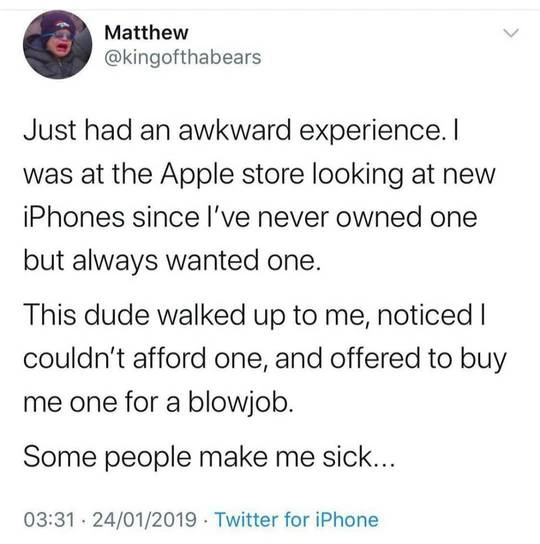 Matthew
@kingofthabears
Just had an awkward experience. I
was at the Apple store looking at new
iPhones since I've never owned one
but always wanted one.
This dude walked up to me, noticed I
couldn't afford one, and offered to buy
me one for a blowjob.
Some people make me sick...
03:31 · 24/01/2019 · Twitter for iPhone